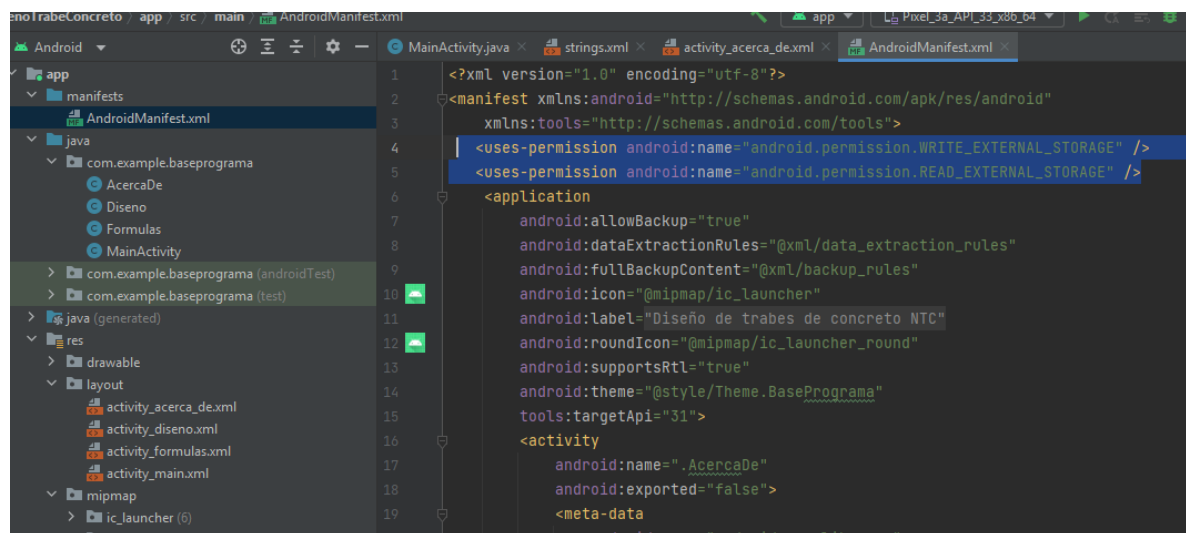 enoTrabeConcreto > app > src > main > AndroidManifest.xml
app
Pixel_3a_API_33_x86_64
Android
MainActivity.java
strings.xml
activity_acerca_de.xml
AndroidManifest.xml
app
manifests
AndroidManifest.xml
java
com.example.baseprograma
AcercaDe
Diseno
Formulas
MainActivity
com.example.baseprograma (androidTest)
com.example.baseprograma (test)
java (generated)
res
drawable
layout
activity_acerca_de.xml
activity_diseno.xml
activity_formulas.xml
activity_main.xml
mipmap
ic_launcher (6)
1 <?xml version="1.0" encoding="utf-8"?>
2 <manifest xmlns:android="http://schemas.android.com/apk/res/android"
3 xmlns:tools="http://schemas.android.com/tools">
4 <uses-permission android:name="android.permission.WRITE_EXTERNAL_STORAGE" />
5 <uses-permission android:name="android.permission.READ_EXTERNAL_STORAGE" />
6 <application
7 android:allowBackup="true"
8 android:dataExtractionRules="@xml/data_extraction_rules"
9 android:fullBackupContent="@xml/backup_rules"
10 android:icon="@mipmap/ic_launcher"
11 android:label="Diseño de trabes de concreto NTC"
12 android:roundIcon="@mipmap/ic_launcher_round"
13 android:supportsRtl="true"
14 android:theme="@style/Theme.BasePrograma"
15 tools:targetApi="31">
16 <activity
17 android:name=".AcercaDe"
18 android:exported="false">
19 <meta-data